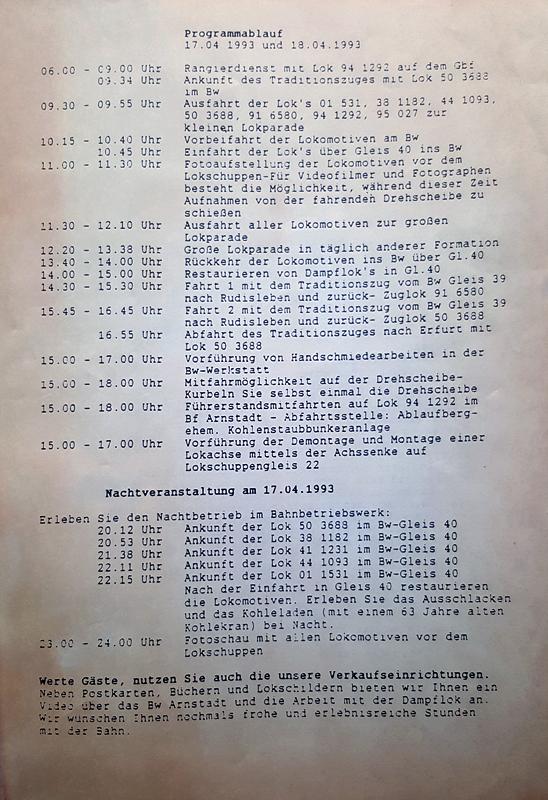 Programmablauf
17.04 1993 und 18.04.1993
06.00 - 09.00 Uhr Rangierdienst mit Lok 94 1292 auf dem Gbf
09.34 Uhr Ankunft des Traditionszuges mit Lok 50 3688
im Bw
09.30 - 09.55 Uhr Ausfahrt der Lok's 01 531, 38 1182, 44 1093,
50 3688, 91 6580, 94 1292, 95 027 zur
kleinen Lokparade
10.15 - 10.40 Uhr Vorbeifahrt der Lokomotiven am Bw
10.45 Uhr Einfahrt der Lok's über Gleis 40 ins Bw
11.00 - 11.30 Uhr Fotoaufstellung der Lokomotiven vor dem
Lokschuppen-Für Videofilmer und Fotographen
besteht die Möglichkeit, während dieser Zeit
Aufnahmen von der fahrenden Drehscheibe zu
schießen
11.30 - 12.10 Uhr Ausfahrt aller Lokomotiven zur großen
Lokparade
12.20 - 13.38 Uhr Große Lokparade in täglich anderer Formation
13.40 - 14.00 Uhr Rückkehr der Lokomotiven ins Bw über Gl.40
14.00 - 15.00 Uhr Restaurieren von Dampflok's in Gl.40
14.30 - 15.30 Uhr Fahrt 1 mit dem Traditionszug vom Bw Gleis 39
nach Rudisleben und zurück- Zuglok 91 6580
15.45 - 16.45 Uhr Fahrt 2 mit dem Traditionszug vom Bw Gleis 39
nach Rudisleben und zurück- Zuglok 50 3688
16.55 Uhr Abfahrt des Traditionszuges nach Erfurt mit
Lok 50 3688
15.00 - 17.00 Uhr Vorführung von Handschmiedearbeiten in der
Bw-Werkstatt
15.00 - 18.00 Uhr Mitfahrmöglichkeit auf der Drehscheibe-
Kurbeln Sie selbst einmal die Drehscheibe
15.00 - 18.00 Uhr Führerstandsmitfahrten auf Lok 94 1292 im
Bf Arnstadt - Abfahrtsstelle: Ablaufberg-
ehem. Kohlenstaubbunkeranlage
15.00 - 17.00 Uhr Vorführung der Demontage und Montage einer
Lokachse mittels der Achssenke auf
Lokschuppengleis 22
Nachtveranstaltung am 17.04.1993
Erleben Sie den Nachtbetrieb im Bahnbetriebswerk:
20.12 Uhr Ankunft der Lok 50 3688 im Bw-Gleis 40
20.53 Uhr Ankunft der Lok 38 1182 im Bw-Gleis 40
21.38 Uhr Ankunft der Lok 41 1231 im Bw-Gleis 40
22.11 Uhr Ankunft der Lok 44 1093 im Bw-Gleis 40
22.15 Uhr Ankunft der Lok 01 1531 im Bw-Gleis 40
Nach der Einfahrt in Gleis 40 restaurieren
die Lokomotiven. Erleben Sie das Ausschlacken
und das Kohleladen (mit einem 63 Jahre alten
Kohlekran) bei Nacht.
23.00 - 24.00 Uhr Fotoschau mit allen Lokomotiven vor dem
Lokschuppen
Werte Gäste, nutzen Sie auch die unsere Verkaufseinrichtungen.
Neben Postkarten, Büchern und Lokschildern bieten wir Ihnen ein
Video über das Bw Arnstadt und die Arbeit mit der Dampflok an.
Wir wünschen Ihnen nochmals frohe und erlebnisreiche Stunden
mit der Bahn.